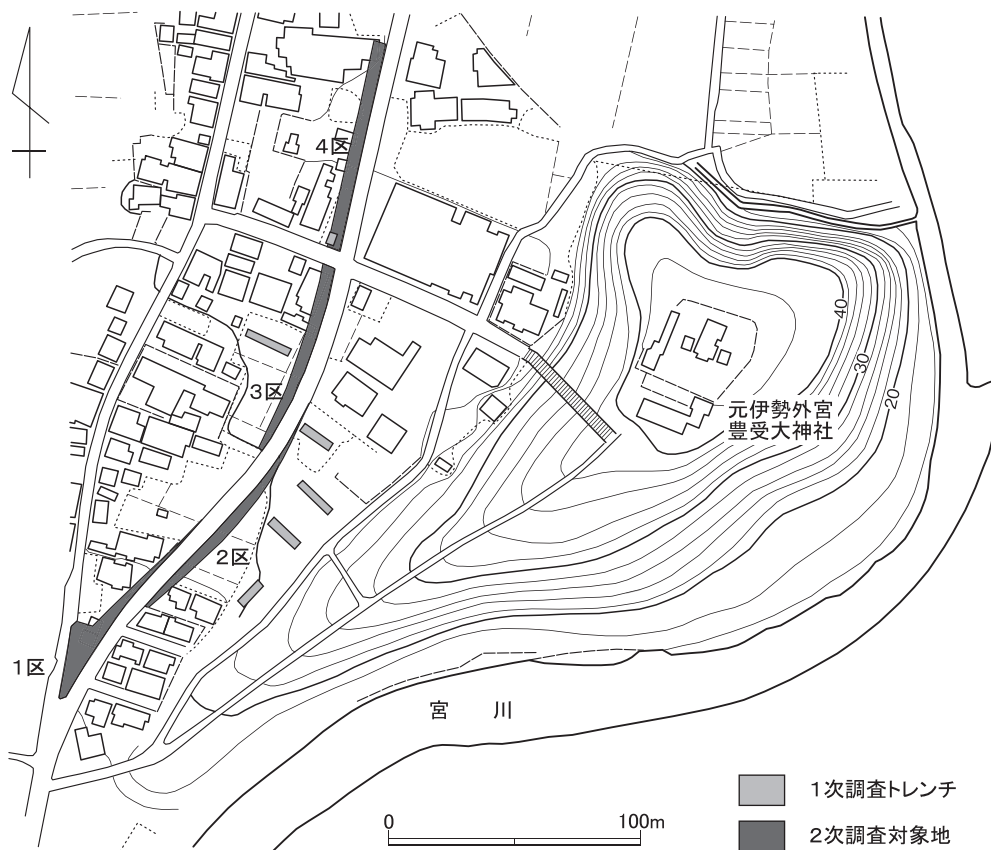 4区
3区
2区
1区
40
30
20
元伊勢外宮
豊受大神社
宮 川
0 100m
1次調査トレンチ
2次調査対象地